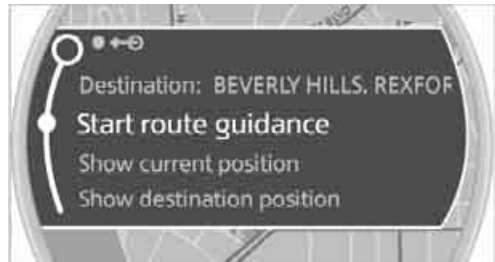 Destination: BEVERLY HILLS. REXFOR
Start route guidance
Show current position
Show destination position